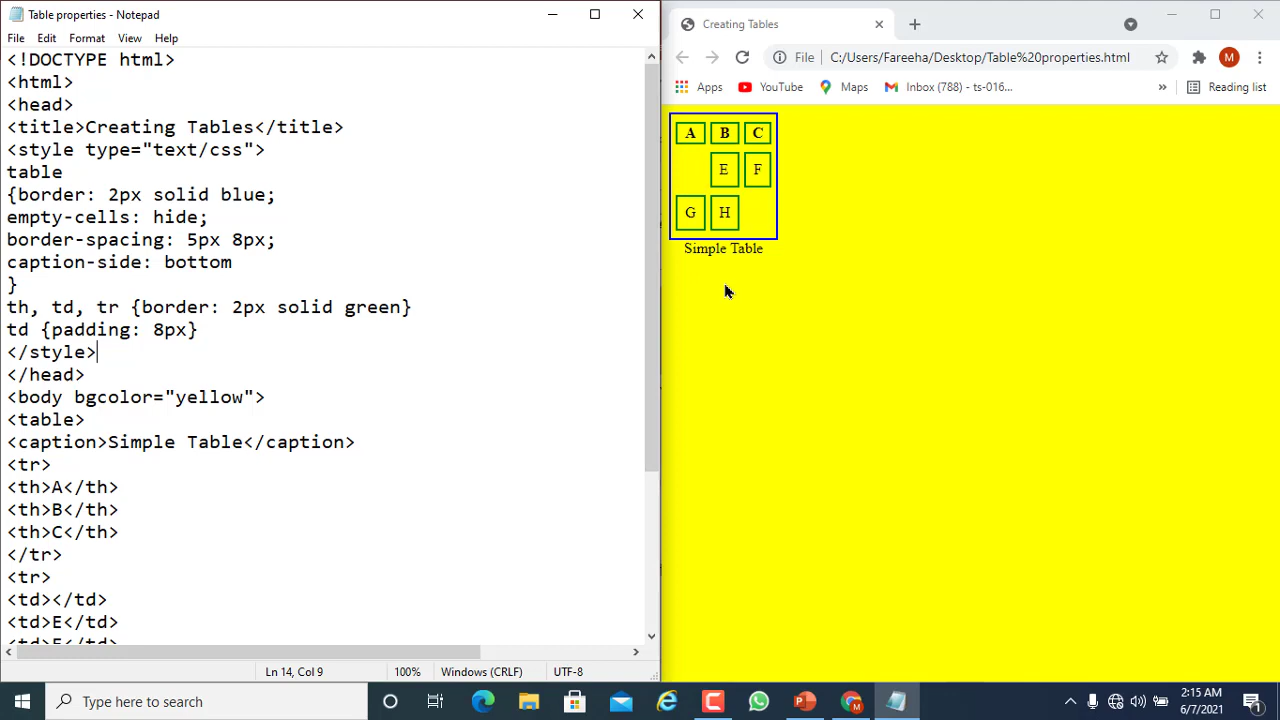 Table properties - Notepad
File Edit Format View Help
<!DOCTYPE html>
<html>
<head>
<title>Creating Tables</title>
<style type="text/css">
table
{border: 2px solid blue;
empty-cells: hide;
border-spacing: 5px 8px;
caption-side: bottom
}
th, td, tr {border: 2px solid green}
td {padding: 8px}
</style>
</head>
<body bgcolor="yellow">
<table>
<caption>Simple Table</caption>
<tr>
<th>A</th>
<th>B</th>
<th>C</th>
</tr>
<tr>
<td></td>
<td>E</td>
<td>F</td>
Ln 14, Col 9 100% Windows (CRLF) UTF-8
Creating Tables
File C:/Users/Fareeha/Desktop/Table%20properties.html M
Apps YouTube Maps Inbox (788) - ts-016... » Reading list
A B C
E F
G H
Simple Table
Type here to search
2:15 AM
6/7/2021
1